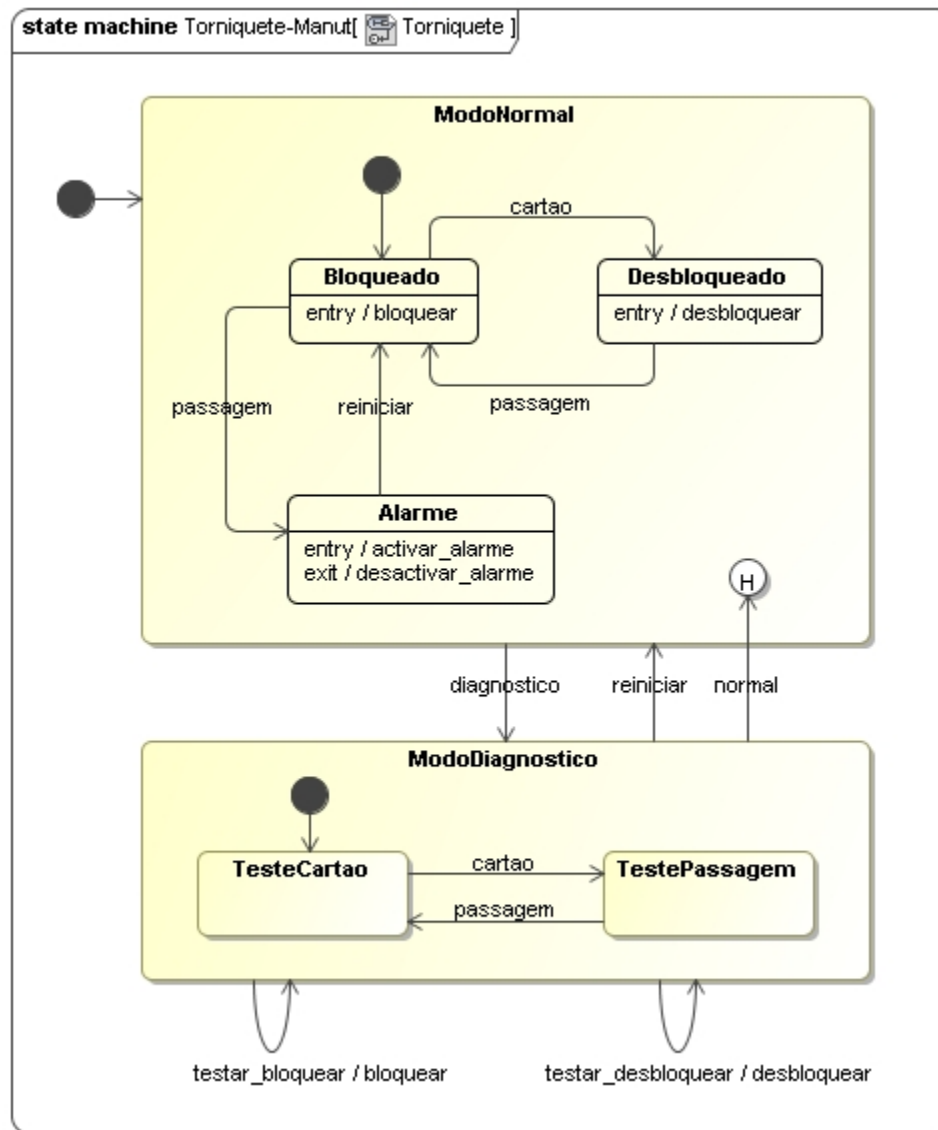 state machine Torniquete-Manut[ Torniquete ]
ModoNormal
cartao
Bloqueado
entry / bloquear
Desbloqueado
entry / desbloquear
passagem
reiniciar
passagem
Alarme
entry / activar_alarme
exit / desactivar_alarme
H
diagnostico
reiniciar
normal
ModoDiagnostico
TesteCartao
cartao
TestePassagem
passagem
testar_bloquear / bloquear
testar_desbloquear / desbloquear